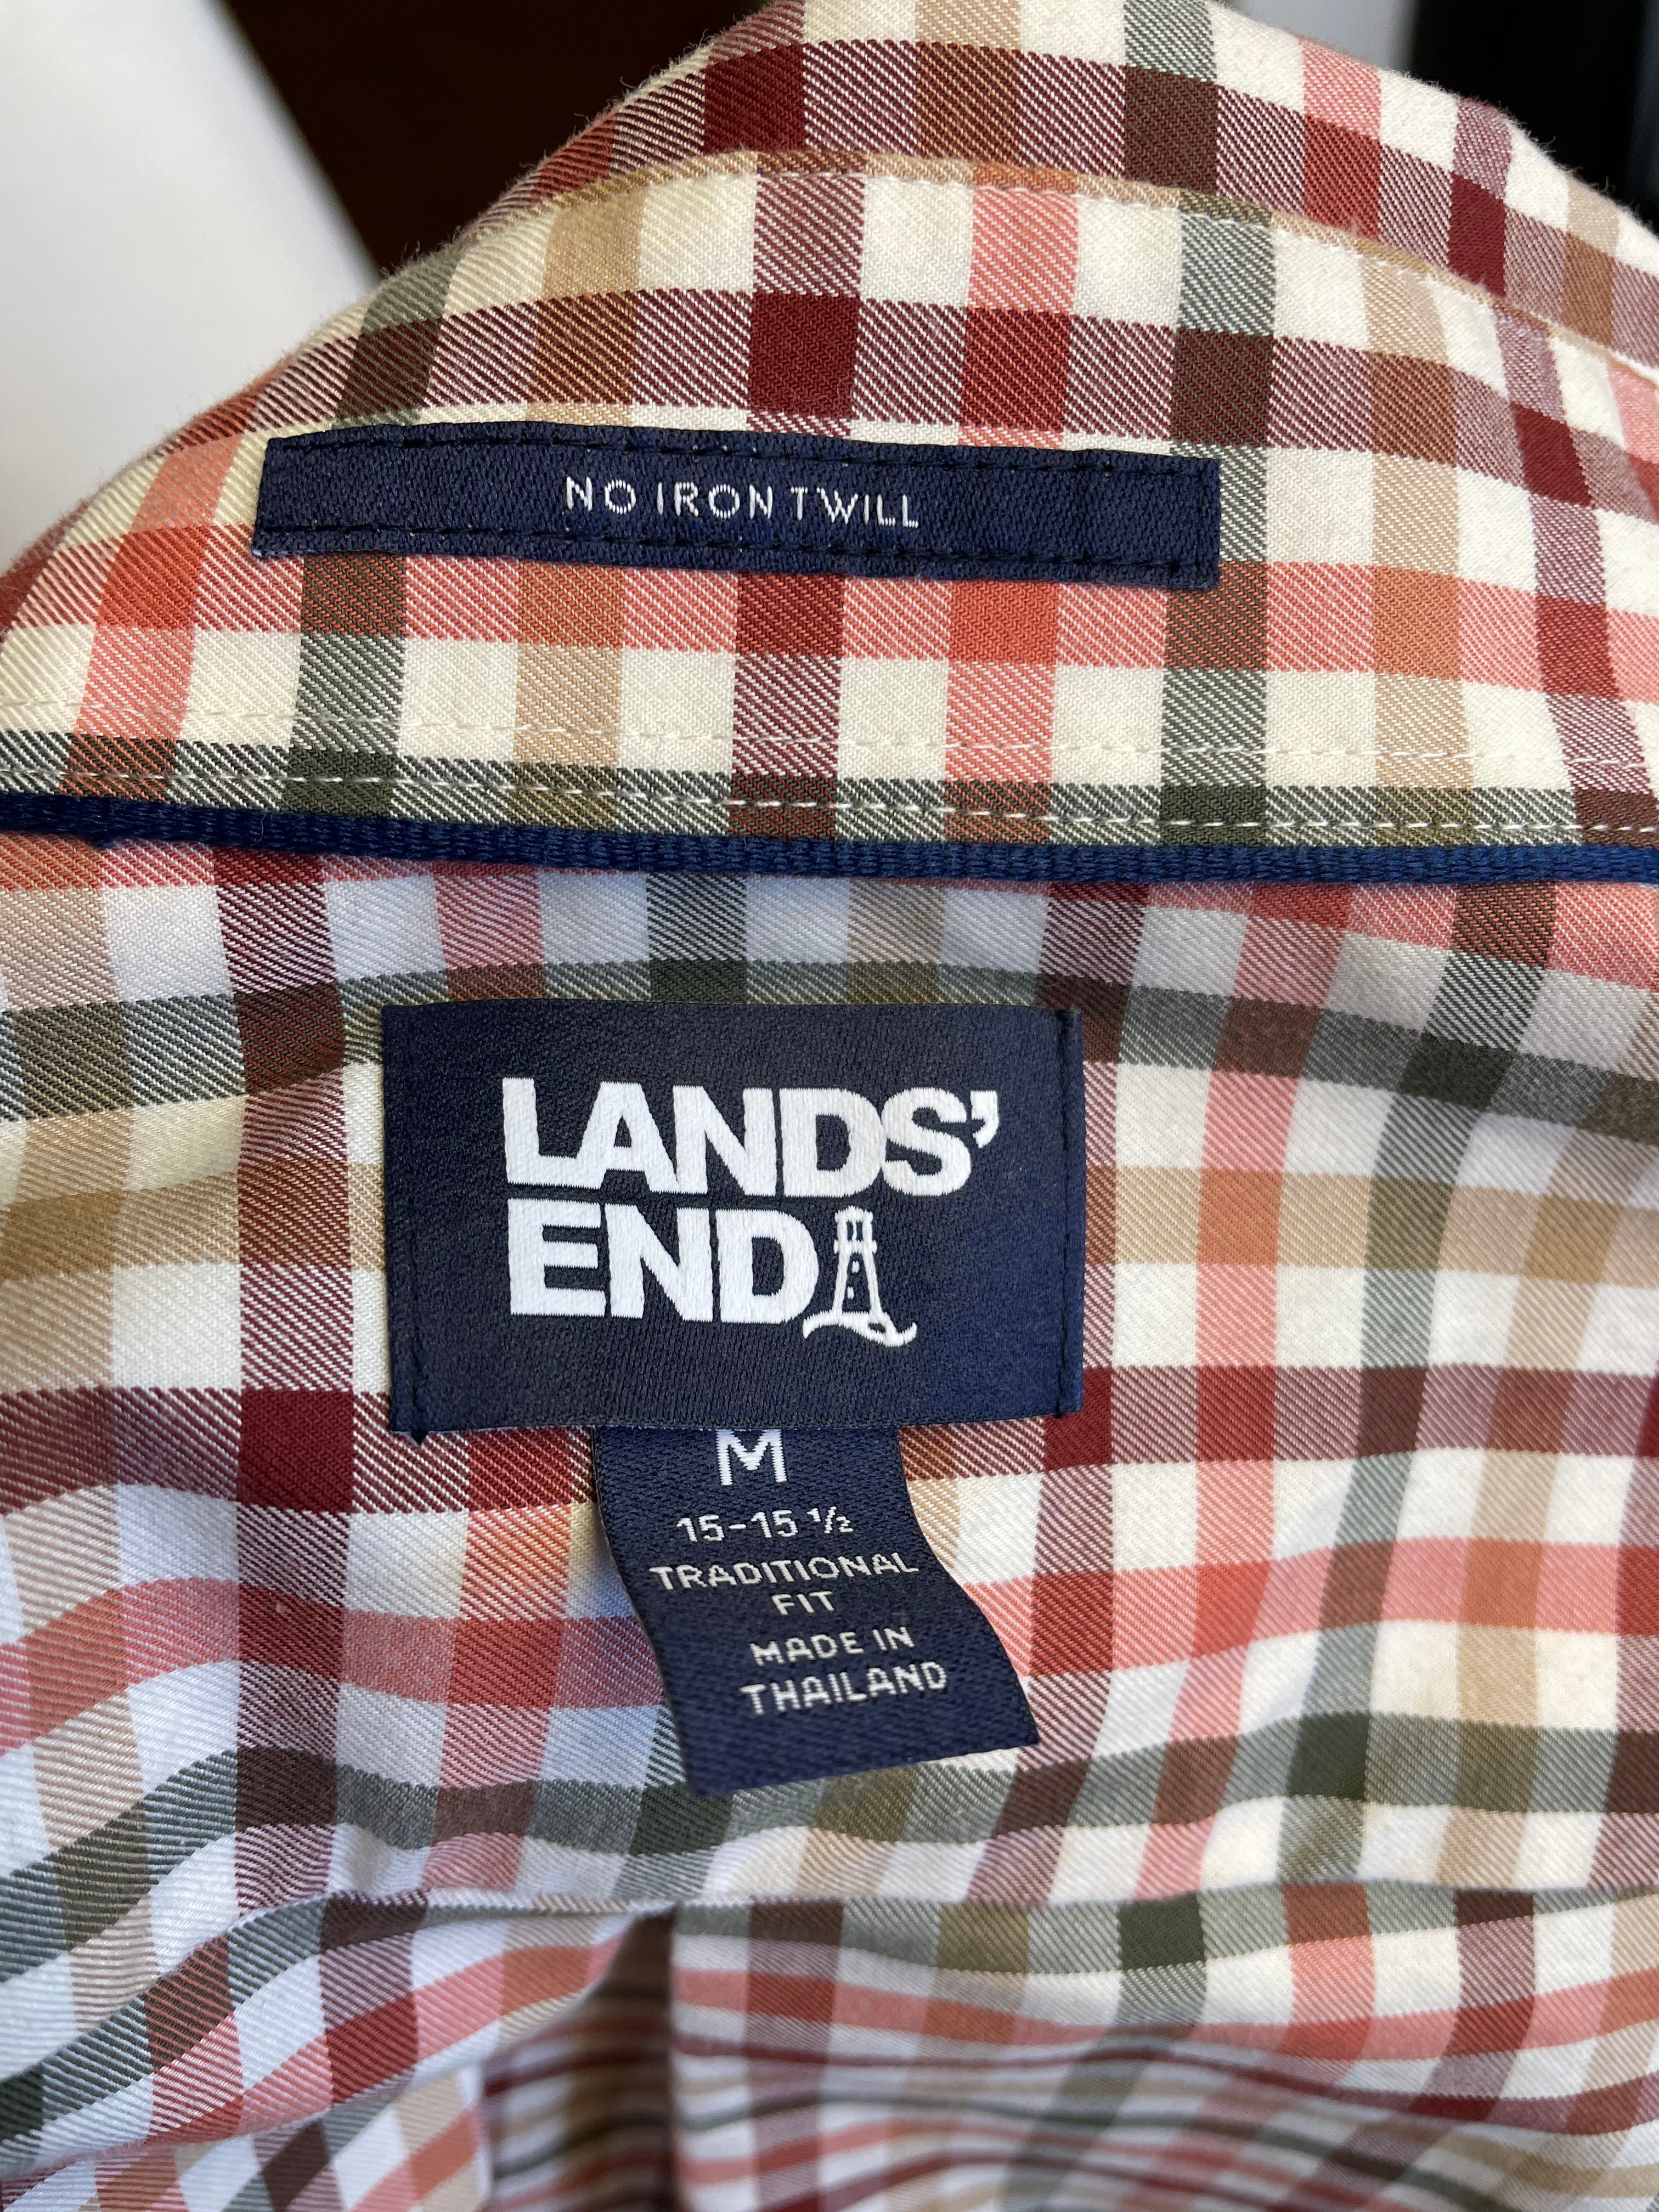 NO IRON TWILL
LANDS'
END
M
15-15 ½
TRADITIONAL
FIT
MADE IN
THAILAND